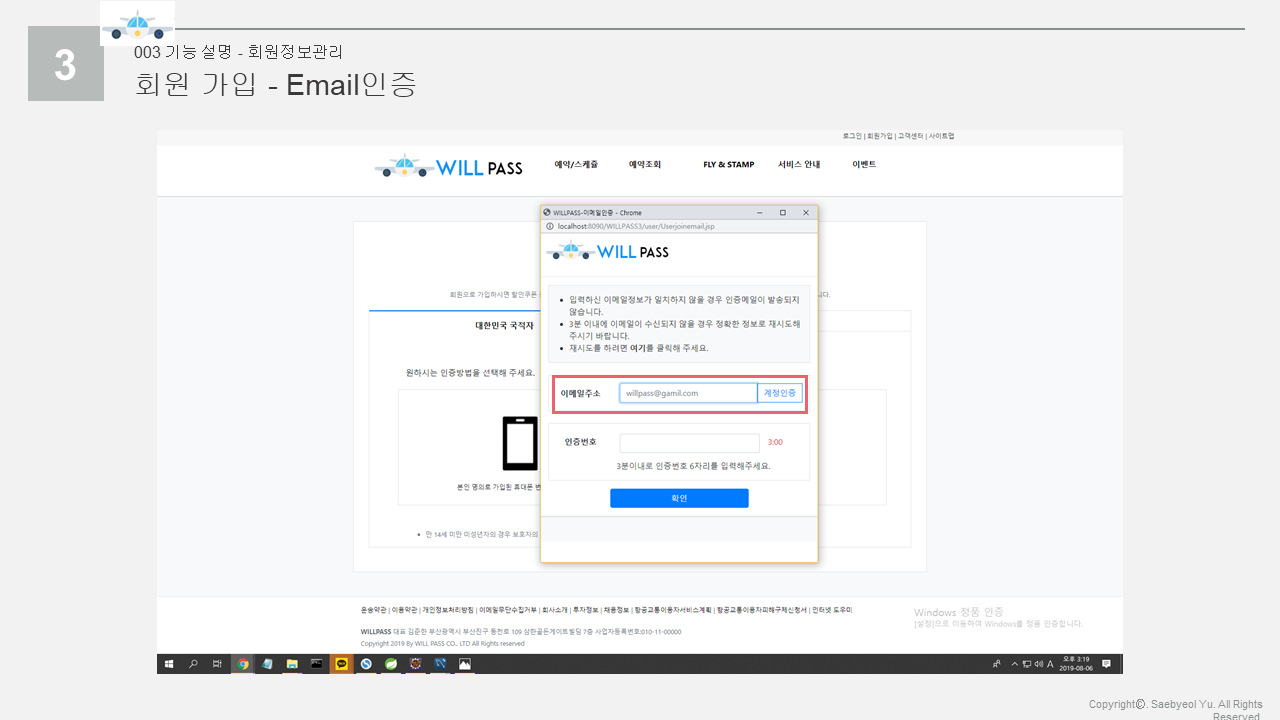 3
003 기능 설명 - 회원정보관리
회원 가입 - Email인증
로그인 | 회원가입 | 고객센터 | 사이트맵
WILL PASS
예약/스케쥴
예약조회
FLY & STAMP
서비스 안내
이벤트
WILLPASS-이메일인증 - Chrome
localhost:8090/WILLPASS3/user/Userjoinemail.jsp
WILL PASS
• 입력하신 이메일정보가 일치하지 않을 경우 인증메일이 발송되지
않습니다.
• 3분 이내에 이메일이 수신되지 않을 경우 정확한 정보로 재시도해
주시기 바랍니다.
• 재시도를 하려면 여기를 클릭해 주세요.
이메일주소 willpass@gamil.com 계정인증
인증번호 3:00
3분이내로 인증번호 6자리를 입력해주세요.
확인
회원으로 가입하시면 할인쿠폰
니다.
대한민국 국적자
원하시는 인증방법을 선택해 주세요.
본인 명의로 가입된 휴대폰 번
• 만 14세 미만 미성년자의 경우 보호자의
운송약관 | 이용약관 | 개인정보처리방침 | 이메일무단수집거부 | 회사소개 | 투자정보 | 채용정보 | 항공교통이용자서비스계획 | 항공교통이용자피해구제신청서 | 인터넷 도우미
WILLPASS 대표 김준한 부산광역시 부산진구 동천로 109 삼한골든게이트빌딩 7층 사업자등록번호:010-11-00000
Copyright 2019 By WILL PASS CO.. LTD All Rights reserved
Windows 정품 인증
[설정]으로 이동하여 Windows를 정품 인증합니다.
A
오후 3:19
2019-08-06
Copyright©. Saebyeol Yu. All Rights
Reserved.